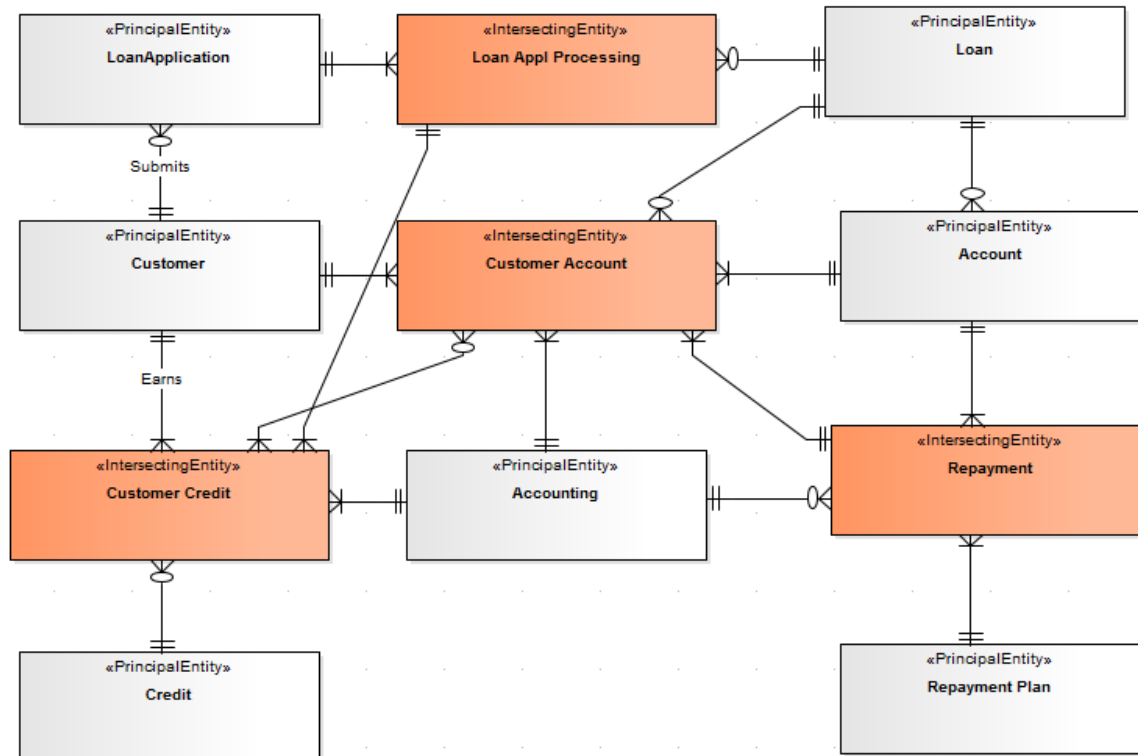 «PrincipalEntity»
LoanApplication
«IntersectingEntity»
Loan Appl Processing
«PrincipalEntity»
Loan
Submits
«PrincipalEntity»
Customer
«IntersectingEntity»
Customer Account
«PrincipalEntity»
Account
Earns
«IntersectingEntity»
Customer Credit
«PrincipalEntity»
Accounting
«IntersectingEntity»
Repayment
«PrincipalEntity»
Credit
«PrincipalEntity»
Repayment Plan